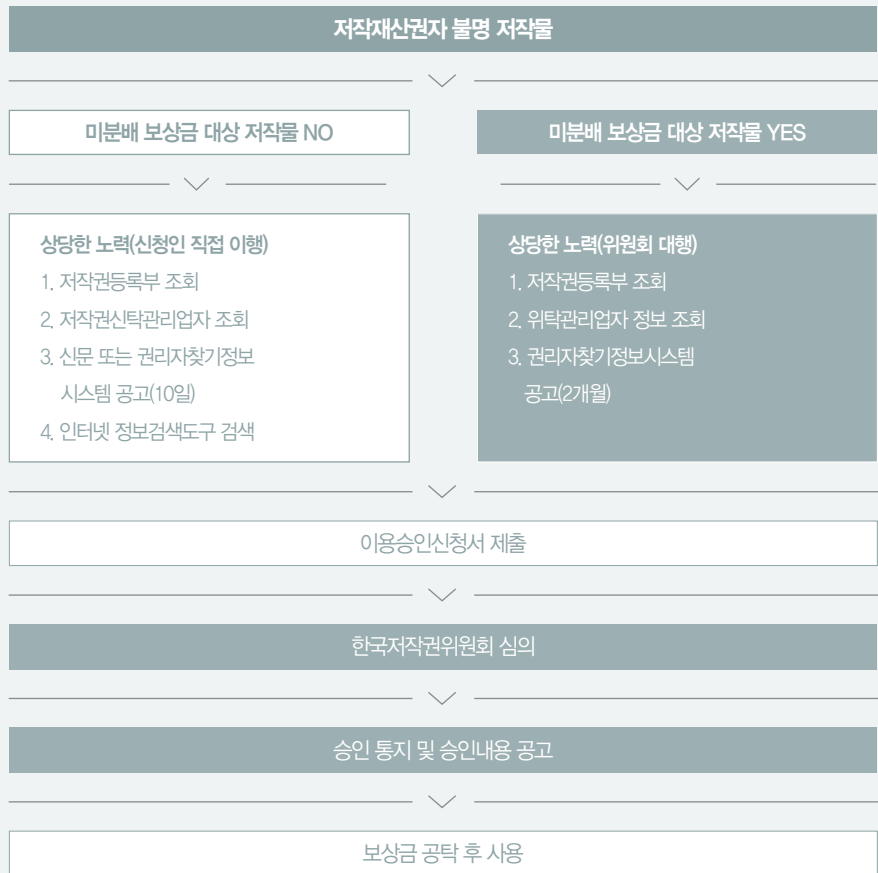 저작재산권자 불명 저작물
미분배 보상금 대상 저작물 NO
미분배 보상금 대상 저작물 YES
상당한 노력(신청인 직접 이행)
1. 저작권등록부 조회
2. 저작권신탁관리업자 조회
3. 신문 또는 권리자찾기정보
시스템 공고(10일)
4. 인터넷 정보검색도구 검색
상당한 노력(위원회 대행)
1. 저작권등록부 조회
2. 위탁관리업자 정보 조회
3. 권리자찾기정보시스템
공고(2개월)
이용승인신청서 제출
한국저작권위원회 심의
승인 통지 및 승인내용 공고
보상금 공탁 후 사용